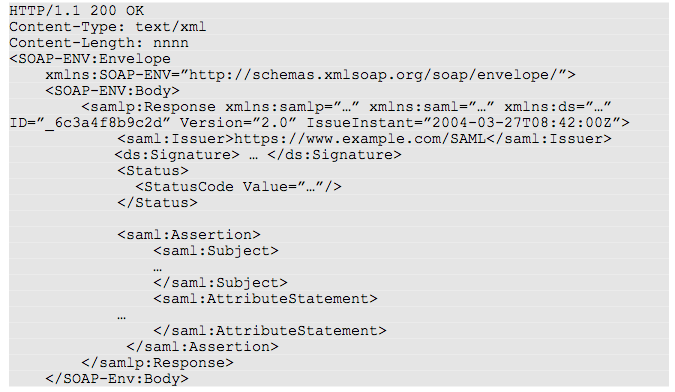 HTTP/1.1 200 OK
Content-Type: text/xml
Content-Length: nnnn
<SOAP-ENV:Envelope
xmlns:SOAP-ENV=”http://schemas.xmlsoap.org/soap/envelope/”>
<SOAP-ENV:Body>
<samlp:Response xmlns:samlp=”…” xmlns:saml=”…” xmlns:ds=”…”
ID=”_6c3a4f8b9c2d” Version=”2.0” IssueInstant=”2004-03-27T08:42:00Z”>
<saml:Issuer>https://www.example.com/SAML</saml:Issuer>
<ds:Signature> … </ds:Signature>
<Status>
<StatusCode Value=”…”/>
</Status>
<saml:Assertion>
<saml:Subject>
…
</saml:Subject>
<saml:AttributeStatement>
…
</saml:AttributeStatement>
</saml:Assertion>
</samlp:Response>
</SOAP-Env:Body>